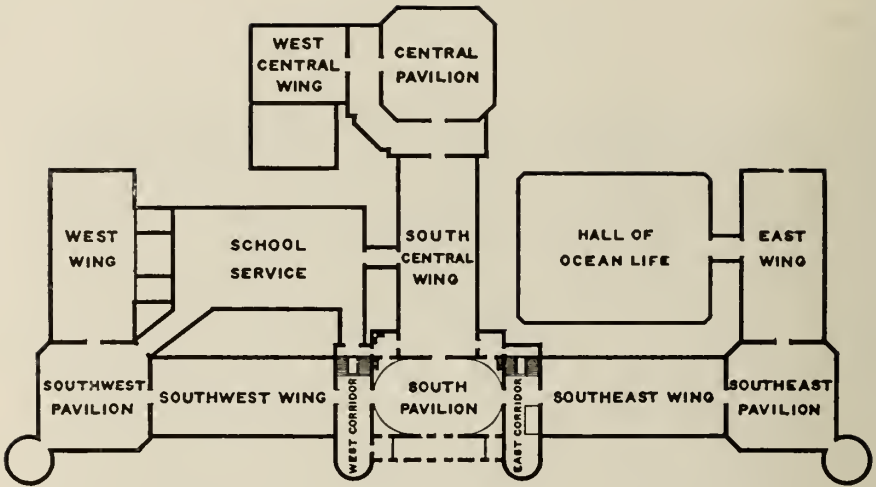 WEST
CENTRAL
WING
CENTRAL
PAVILION
WEST
WING
SCHOOL
SERVICE
SOUTH
CENTRAL
WING
HALL OF
OCEAN LIFE
EAST
WING
SOUTHWEST
PAVILION
SOUTHWEST WING
WEST CORRIDOR
SOUTH
PAVILION
EAST CORRIDOR
SOUTHEAST WING
SOUTHEAST
PAVILION